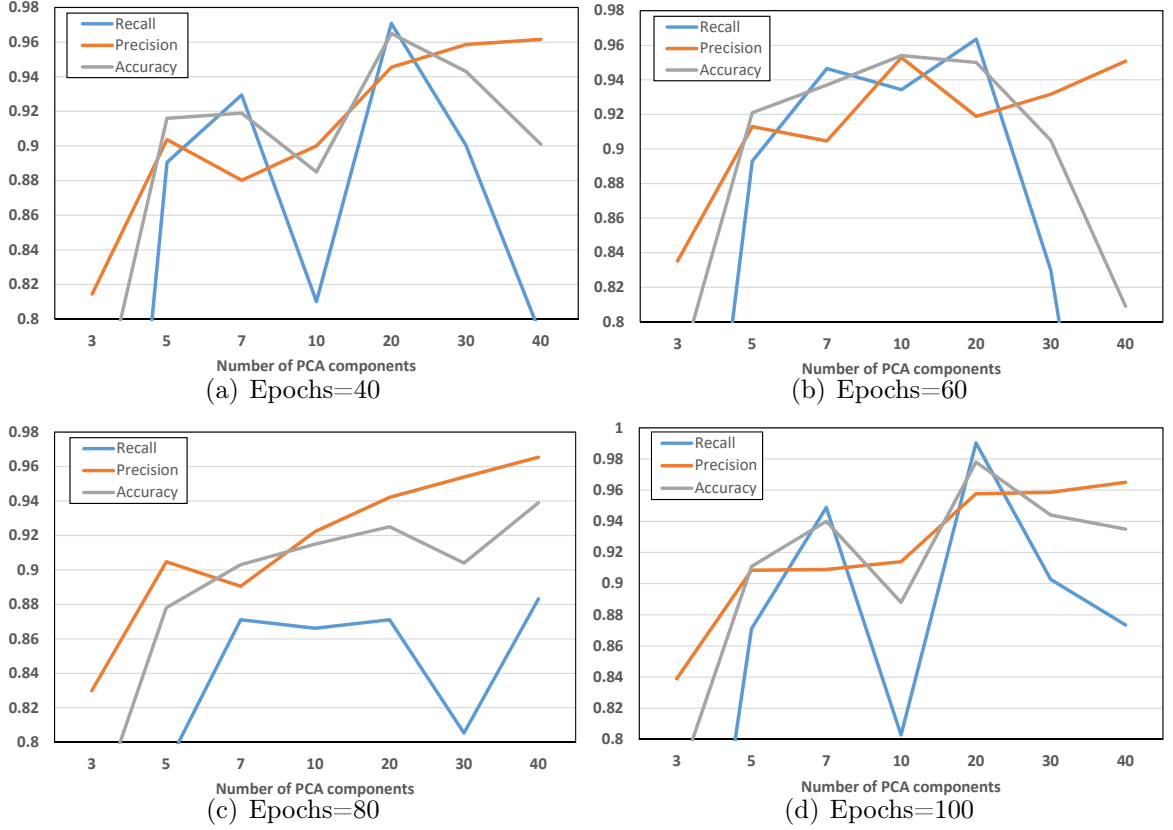 0.98
0.96
0.94
0.92
0.9
0.88
0.86
0.84
0.82
0.8
Recall
Precision
Accuracy
3 5 7 10 20 30 40
Number of PCA components
(a) Epochs=40
0.98
0.96
0.94
0.92
0.9
0.88
0.86
0.84
0.82
0.8
Recall
Precision
Accuracy
3 5 7 10 20 30 40
Number of PCA components
(b) Epochs=60
0.98
0.96
0.94
0.92
0.9
0.88
0.86
0.84
0.82
0.8
Recall
Precision
Accuracy
3 5 7 10 20 30 40
Number of PCA components
(c) Epochs=80
1
0.98
0.96
0.94
0.92
0.9
0.88
0.86
0.84
0.82
0.8
Recall
Precision
Accuracy
3 5 7 10 20 30 40
Number of PCA components
(d) Epochs=100